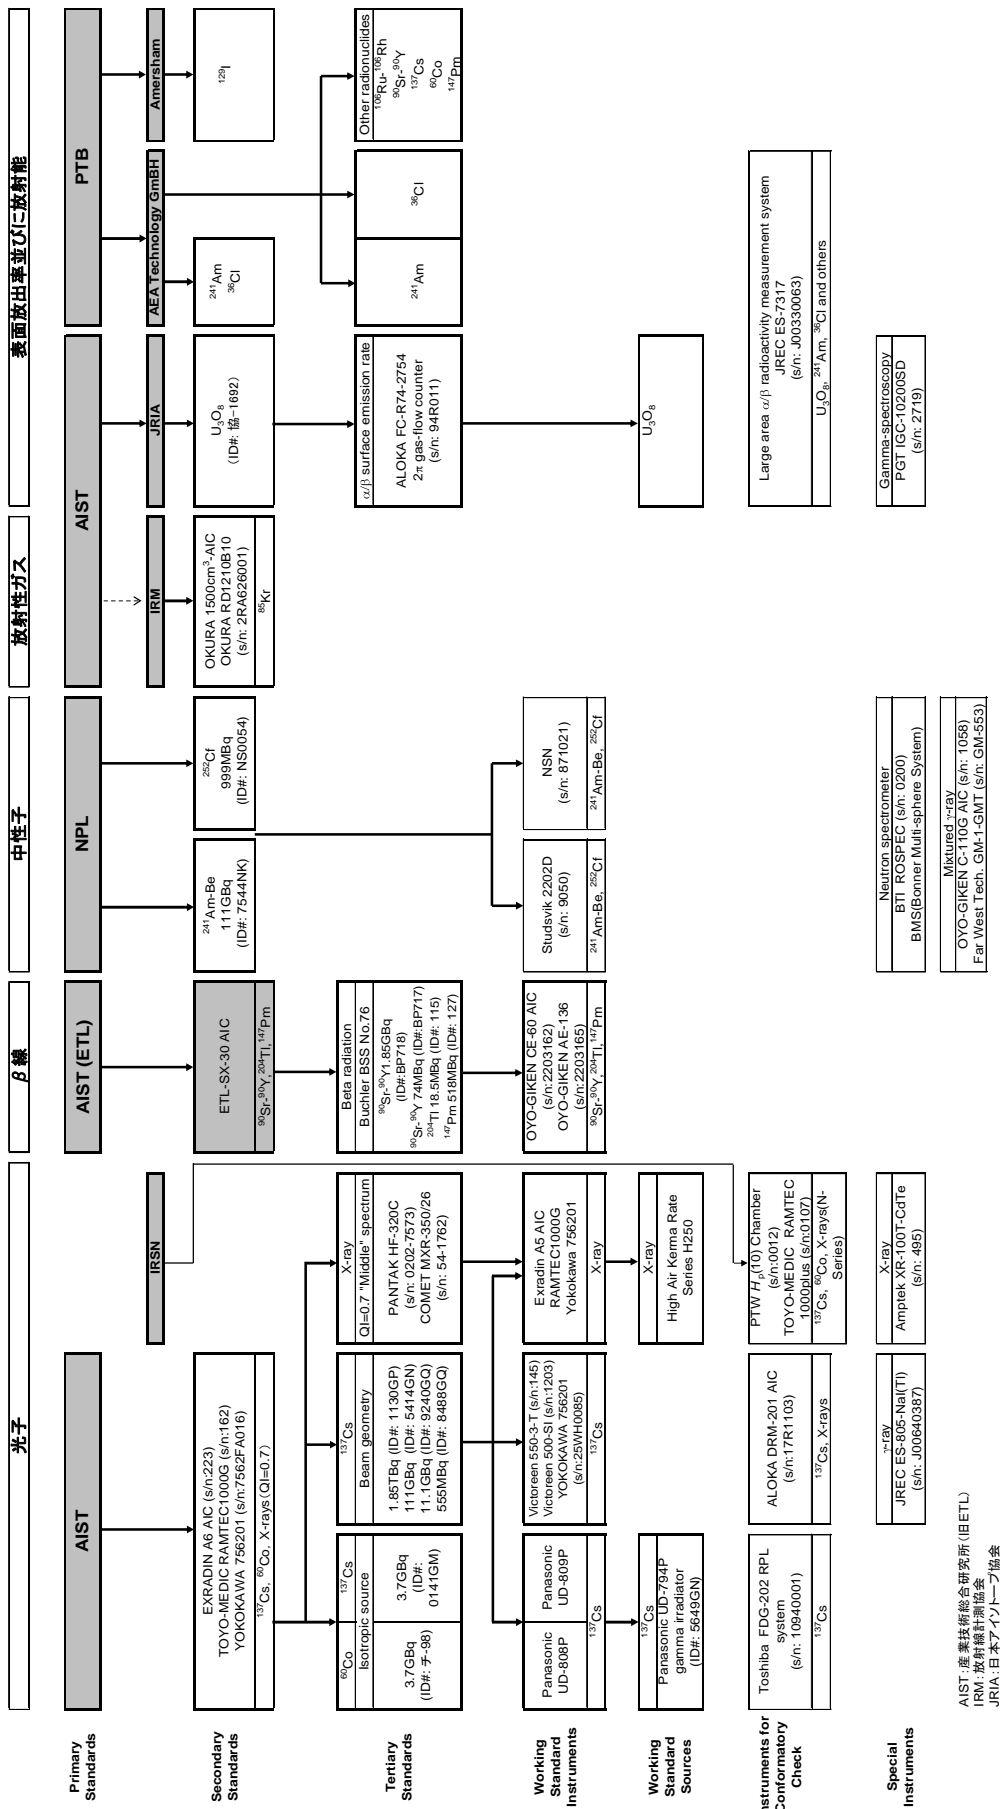 光子
β 線
中性子
放射性ガス
表面放出率並びに放射能
Primary
Standards
AIST
AIST (ETL)
NPL
AIST
PTB
IRSN
IRM
JRIA
AEA Technology GmBH
Amersham
Secondary
Standards
EXRADIN A6 AIC (s/n:223)
TOYO-MEDIC RAMTEC1000G (s/n:162)
YOKOKAWA 756201 (s/n:7562FA016)
137Cs, 60Co, X-rays(QI=0.7)
ETL-SX-30 AIC
90Sr-90Y,204Tl,147Pm
241Am-Be
111GBq
(ID#: 7544NK)
252Cf
999MBq
(ID#: NS0054)
OKURA 1500cm3-AIC
OKURA RD1210B10
(s/n: 2RA626001)
85Kr
U3O8
(ID#: 協-1692)
241Am
36Cl
129I
Tertiary
Standards
60Co
137Cs
Isotropic source
3.7GBq
(ID#: チ-98)
3.7GBq
(ID#:
0141GM)
137Cs
Beam geometry
1.85TBq (ID#: 1130GP)
111GBq (ID#: 5414GN)
11.1GBq (ID#: 9240GQ)
555MBq (ID#: 8488GQ)
X-ray
QI=0.7 "Middle" spectrum
PANTAK HF-320C
(s/n: 0202-7573)
COMET MXR-350/26
(s/n: 54-1762)
Beta radiation
Buchler BSS No.76
90Sr-90Y1.85GBq
(ID#:BP718)
90Sr-90Y 74MBq (ID#:BP717)
204Tl 18.5MBq (ID#: 115)
147Pm 518MBq (ID#: 127)
α/β surface emission rate
ALOKA FC-R74-2754
2π gas-flow counter
(s/n: 94R011)
241Am
36Cl
Other radionuclides
106Ru-106Rh
90Sr-90Y
137Cs
60Co
147Pm
Working
Standard
Instruments
Panasonic
UD-808P
Panasonic
UD-809P
137Cs
Victoreen 550-3-T (s/n:145)
Victoreen 500-SI (s/n:1203)
YOKOKAWA 756201
(s/n:25WH0085)
137Cs
Exradin A5 AIC
RAMTEC1000G
Yokokawa 756201
X-ray
OYO-GIKEN CE-60 AIC
(s/n:2203162)
OYO-GIKEN AE-136
(s/n:2203165)
90Sr-90Y,204Tl,147Pm
Studsvik 2202D
(s/n: 9050)
241Am-Be, 252Cf
NSN
(s/n: 871021)
241Am-Be, 252Cf
Working
Standard
Sources
137Cs
Panasonic UD-794P
gamma irradiator
(ID#: 5649GN)
X-ray
High Air Kerma Rate
Series H250
U3O8
nstruments for
Conformatory
Check
Toshiba FDG-202 RPL
system
(s/n: 10940001)
137Cs
ALOKA DRM-201 AIC
(s/n:17R1103)
137Cs, X-rays
PTW Hp(10) Chamber
(s/n:0012)
TOYO-MEDIC RAMTEC
1000plus (s/n:0107)
137Cs, 60Co, X-rays(N-
Series)
Large area α/β radioactivity measurement system
JREC ES-7317
(s/n: J00330063)
U3O8, 241Am, 36Cl and others
Special
Instruments
γ-ray
JREC ES-805-NaI(Tl)
(s/n: J00640387)
X-ray
Amptek XR-100T-CdTe
(s/n: 495)
Neutron spectrometer
BTI ROSPEC (s/n: 0200)
BMS(Bonner Multi-sphere System)
Mixtured γ-ray
OYO-GIKEN C-110G AIC (s/n: 1058)
Far West Tech. GM-1-GMT (s/n: GM-553)
Gamma-spectroscopy
PGT IGC-10200SD
(s/n: 2719)
AIST:産業技術総合研究所(旧ETL)
IRM:放射線計測協会
JRIA:日本アイソトープ協会